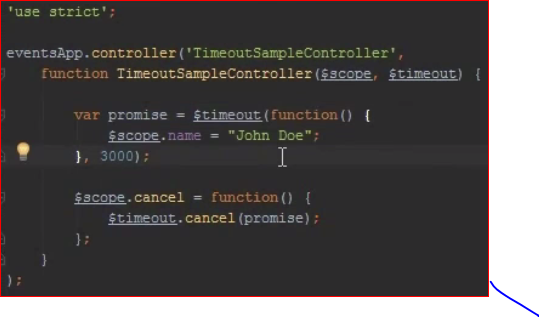 'use strict';
eventsApp.controller('TimeoutSampleController',
function TimeoutSampleController($scope, $timeout) {
var promise = $timeout(function() {
$scope.name = "John Doe";
}, 3000);
$scope.cancel = function() {
$timeout.cancel(promise);
};
}
);